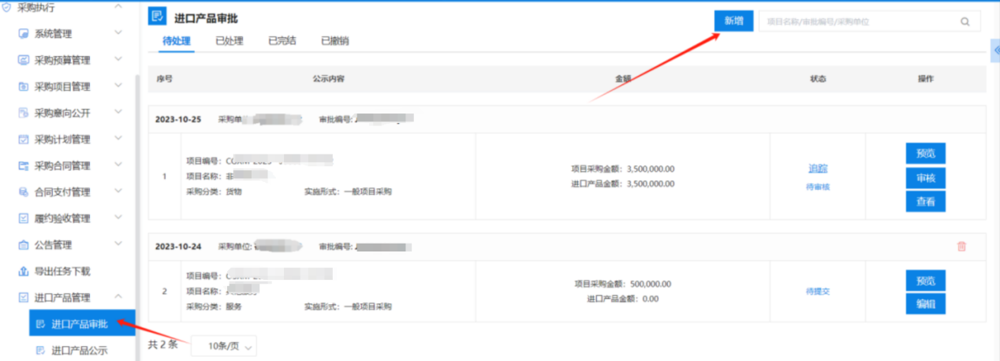 采购执行
系统管理
采购预算管理
采购项目管理
采购意向公开
采购计划管理
采购合同管理
合同支付管理
履约验收管理
公告管理
导出任务下载
进口产品管理
进口产品审批
进口产品公示
进口产品审批
新增
项目名称/审批编号/采购单位
待处理 已处理 已完结 已撤销
序号 公示内容 金额 状态 操作
2023-10-25 采购单 审批编号:
1
项目编号:
项目名称: 非
采购分类: 货物 实施形式: 一般项目采购
项目采购金额: 3,500,000.00
进口产品金额: 3,500,000.00
追踪
待审核
预览
审核
查看
2023-10-24 采购单位: 审批编号:
2
项目编号:
项目名称:
采购分类: 服务 实施形式: 一般项目采购
项目采购金额: 500,000.00
进口产品金额: 0.00
待提交
预览
编辑
共 2 条 10条/页